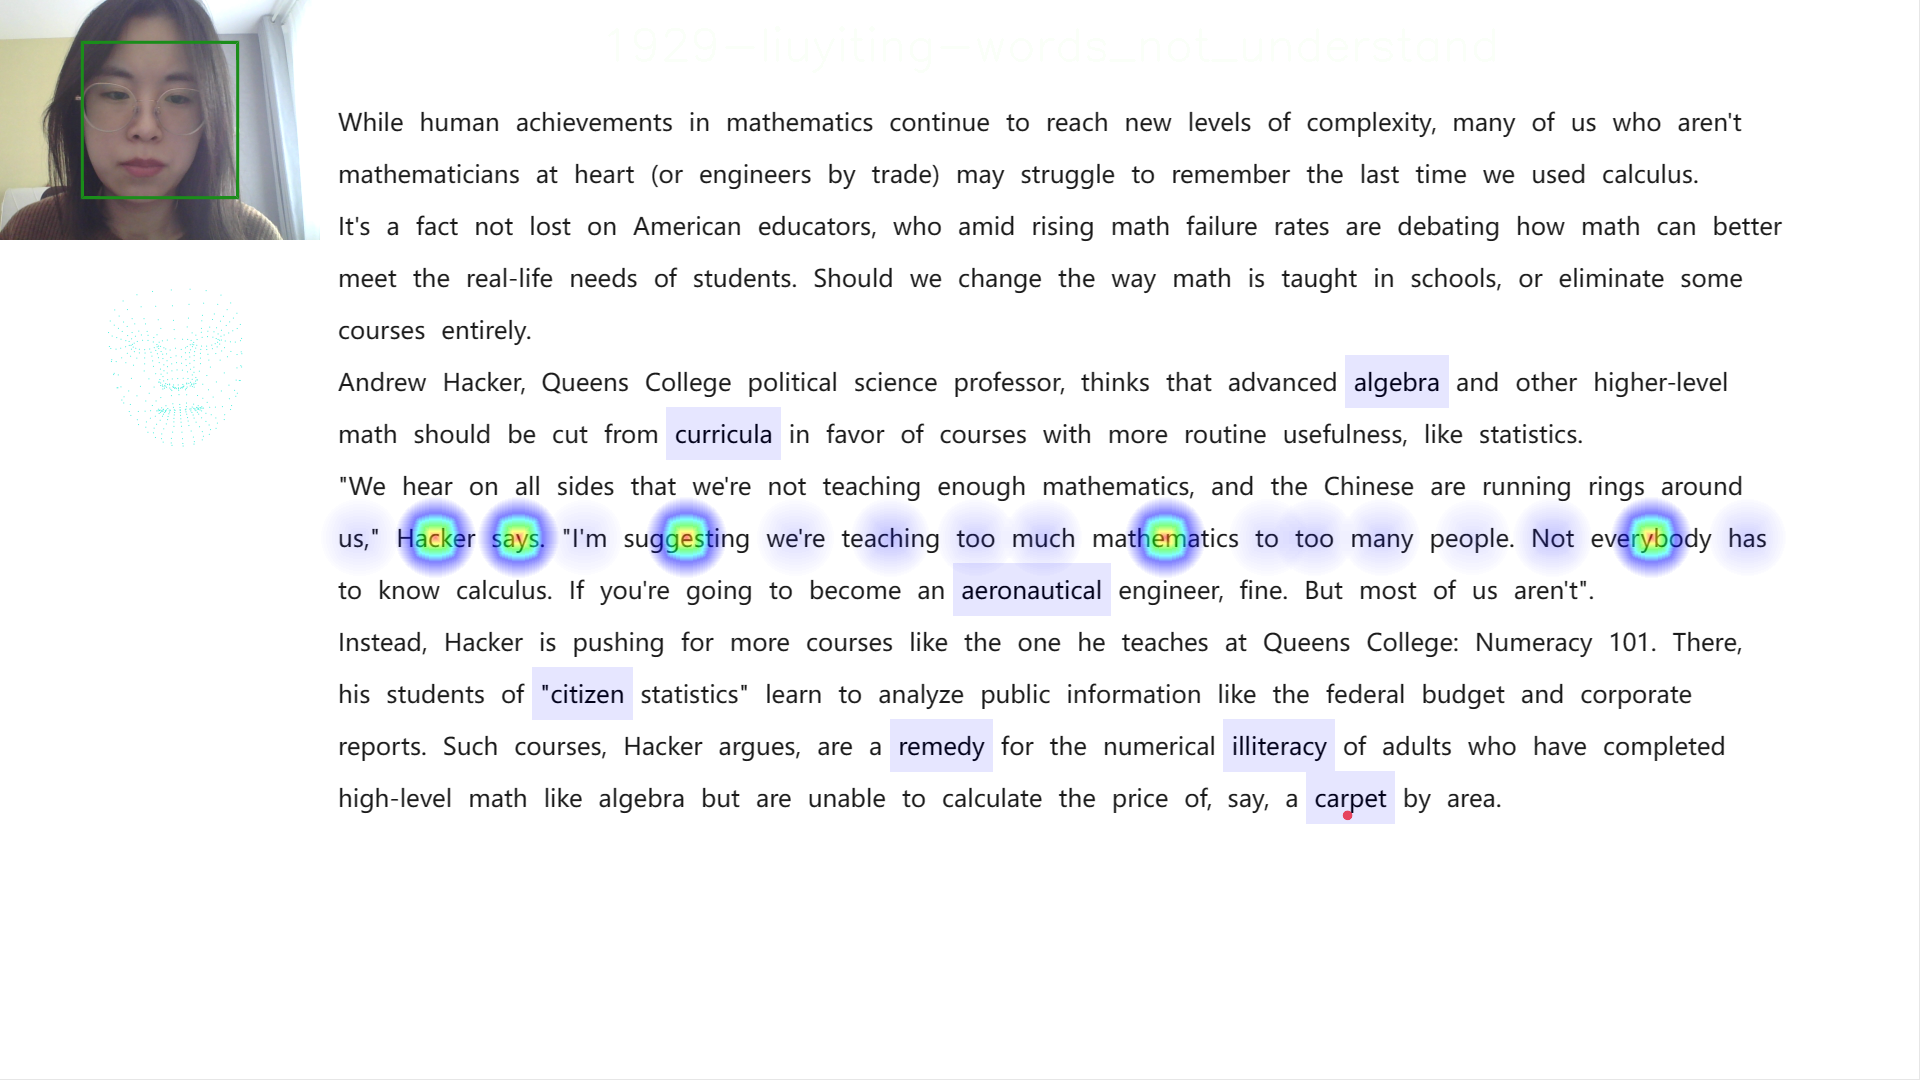 1929-liuyiting-words_not_understand
While human achievements in mathematics continue to reach new levels of complexity, many of us who aren't
mathematicians at heart (or engineers by trade) may struggle to remember the last time we used calculus.
It's a fact not lost on American educators, who amid rising math failure rates are debating how math can better
meet the real-life needs of students. Should we change the way math is taught in schools, or eliminate some
courses entirely.
Andrew Hacker, Queens College political science professor, thinks that advanced algebra and other higher-level
math should be cut from curricula in favor of courses with more routine usefulness, like statistics.
"We hear on all sides that we're not teaching enough mathematics, and the Chinese are running rings around
us," Hacker says. "I'm suggesting we're teaching too much mathematics to too many people. Not everybody has
to know calculus. If you're going to become an aeronautical engineer, fine. But most of us aren't".
Instead, Hacker is pushing for more courses like the one he teaches at Queens College: Numeracy 101. There,
his students of "citizen statistics" learn to analyze public information like the federal budget and corporate
reports. Such courses, Hacker argues, are a remedy for the numerical illiteracy of adults who have completed
high-level math like algebra but are unable to calculate the price of, say, a carpet by area.